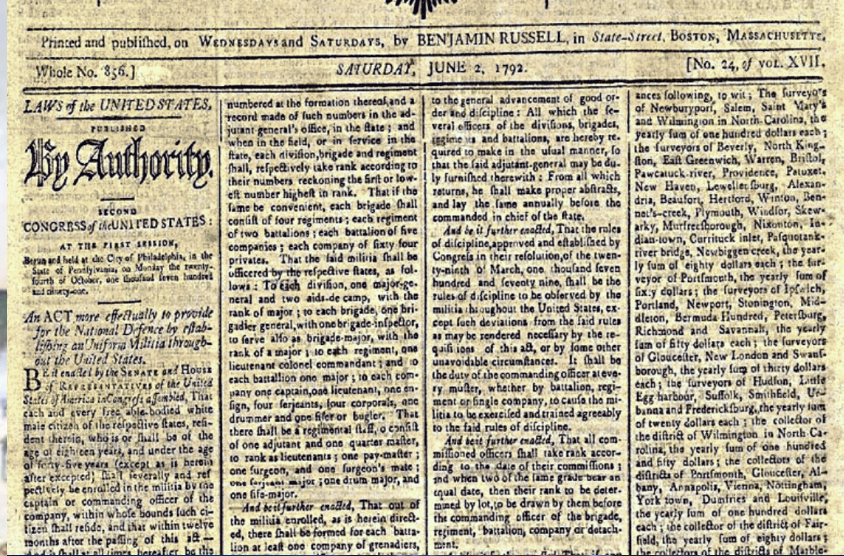 Printed and published, on WEDNESDAYS and SATURDAYS, by BENJAMIN RUSSELL, in State-Street, BOSTON, MASSACHUSETTS.
Whole No. 856.] SATURDAY, JUNE 2, 1792. [No. 24, of VOL. XVII.
LAWS of the UNITED STATES,
PUBLISHED
By Authority.
SECOND
CONGRESS of the UNITED STATES:
AT THE FIRST SESSION,
Begun and held at the City of Philadelphia, in the
State of Pennsylvania, on Monday the twenty-
fourth of October, one thousand seven hundred
and ninety-one.
An ACT more effectually to provide
for the National Defence by estab-
lishing an Uniform Militia through-
out the United States.
BE it enacted by the SENATE and HOUSE
of REPRESENTATIVES of the United
States of America in Congress assembled, That
each and every free able-bodied white
male citizen of the respective states, resi-
dent therein, who is or shall be of the
age of eighteen years, and under the age
of forty-five years (except as is herein
after excepted) shall severally and res
pectively be enrolled in the militia by the
captain or commanding officer of the
company, within whose bounds such ci-
tizen shall reside, and that within twelve
months after the passing of this act—
And it shall at all times hereafter be the
numbered at the formation thereof, and a
record made of such numbers in the ad-
jutant-general's office, in the state; and
when in the field, or in service in the
state, each division, brigade and regiment
shall, respectively take rank according to
their numbers reckoning the first or low-
est number highest in rank. That if the
same be convenient, each brigade shall
consist of four regiments; each regiment
of two battalions; each battalion of five
companies; each company of sixty four
privates. That the said militia shall be
officered by the respective states, as fol-
lows: To each division, one major-ge-
neral and two aids-de camp, with the
rank of major; to each brigade, one bri-
gadier general, with one brigade-inspector,
to serve also as brigade-major, with the
rank of a major; to each regiment, one
lieutenant colonel commandant; and to
each battalion one major; to each com-
pany one captain, one lieutenant, one en-
sign, four serjeants, four corporals, one
drummer and one fifer or bugler. That
there shall be a regimental staff, to consist
of one adjutant and one quarter master,
to rank as lieutenants; one pay-master;
one surgeon, and one surgeon's mate;
one serjeant major; one drum major, and
one fife-major.
And be it further enacted, That out of
the militia enrolled, as is herein direct-
ed, there shall be formed for each batta-
lion at least one company of grenadiers,
to the general advancement of good or-
der and discipline: All which the se-
veral officers of the divisions, brigades,
regiments and battalions, are hereby re-
quired to make in the usual manner, so
that the said adjutant-general may be du-
ly furnished therewith: From all which
returns, he shall make proper abstracts,
and lay the same annually before the
commanded in chief of the state.
And be it further enacted, That the rules
of discipline, approved and established by
Congress in their resolution, of the twen-
ty-ninth of March, one thousand seven
hundred and seventy nine, shall be the
rules of discipline to be observed by the
militia throughout the United States, ex-
cept such deviations from the said rules
as may be rendered necessary by the re-
quisitions of this act, or by some other
unavoidable circumstances. It shall be
the duty of the commanding officer at eve-
ry muster, whether by battalion, regi-
ment or single company, to cause the mi-
litia to be exercised and trained agreeably
to the said rules of discipline.
And be it further enacted, That all com-
missioned officers shall take rank accor-
ding to the date of their commissions;
and when two of the same grade bear an
equal date, then their rank to be deter-
mined by lot, to be drawn by them before
the commanding officer of the brigade,
regiment, battalion, company or detach-
ment.
ances following, to wit; The surveyors
of Newburyport, Salem, Saint Mary's
and Wilmington in North-Carolina, the
yearly sum of one hundred dollars each;
the surveyors of Beverly, North King-
ston, East Greenwich, Warren, Bristol,
Pawcatuck-river, Providence, Patuxet,
New Haven, Lewellensburg, Alexan-
dria, Beaufort, Hertford, Winton, Ben-
net's-creek, Plymouth, Windsor, Skew-
arky, Murfreesborough, Nixonton, In-
dian-town, Currituck inlet, Pasquotank-
river bridge, Newbiggen creek, the year-
ly sum of eighty dollars each; the sur-
veyor of Portsmouth, the yearly sum of
sixty dollars; the surveyors of Ipswich,
Portland, Newport, Stonington, Mid-
dleton, Bermuda Hundred, Petersburg,
Richmond and Savannah, the yearly
sum of fifty dollars each; the surveyors
of Gloucester, New London and Swans-
borough, the yearly sum of thirty dollars
each; the surveyors of Hudson, Little
Egg harbour, Suffolk, Smithfield, Ur-
banna and Fredericksburg, the yearly sum
of twenty dollars each; the collector of
the district of Wilmington in North Ca-
rolina, the yearly sum of one hundred
and fifty dollars; the collectors of the
districts of Portsmouth, Gloucester, Al-
bany, Annapolis, Vienna, Nottingham,
York town, Dumfries and Louisville,
the yearly sum of one hundred dollars
each; the collector of the district of Fair-
field, the yearly sum of eighty dollars;
the collectors of the districts of Marble-